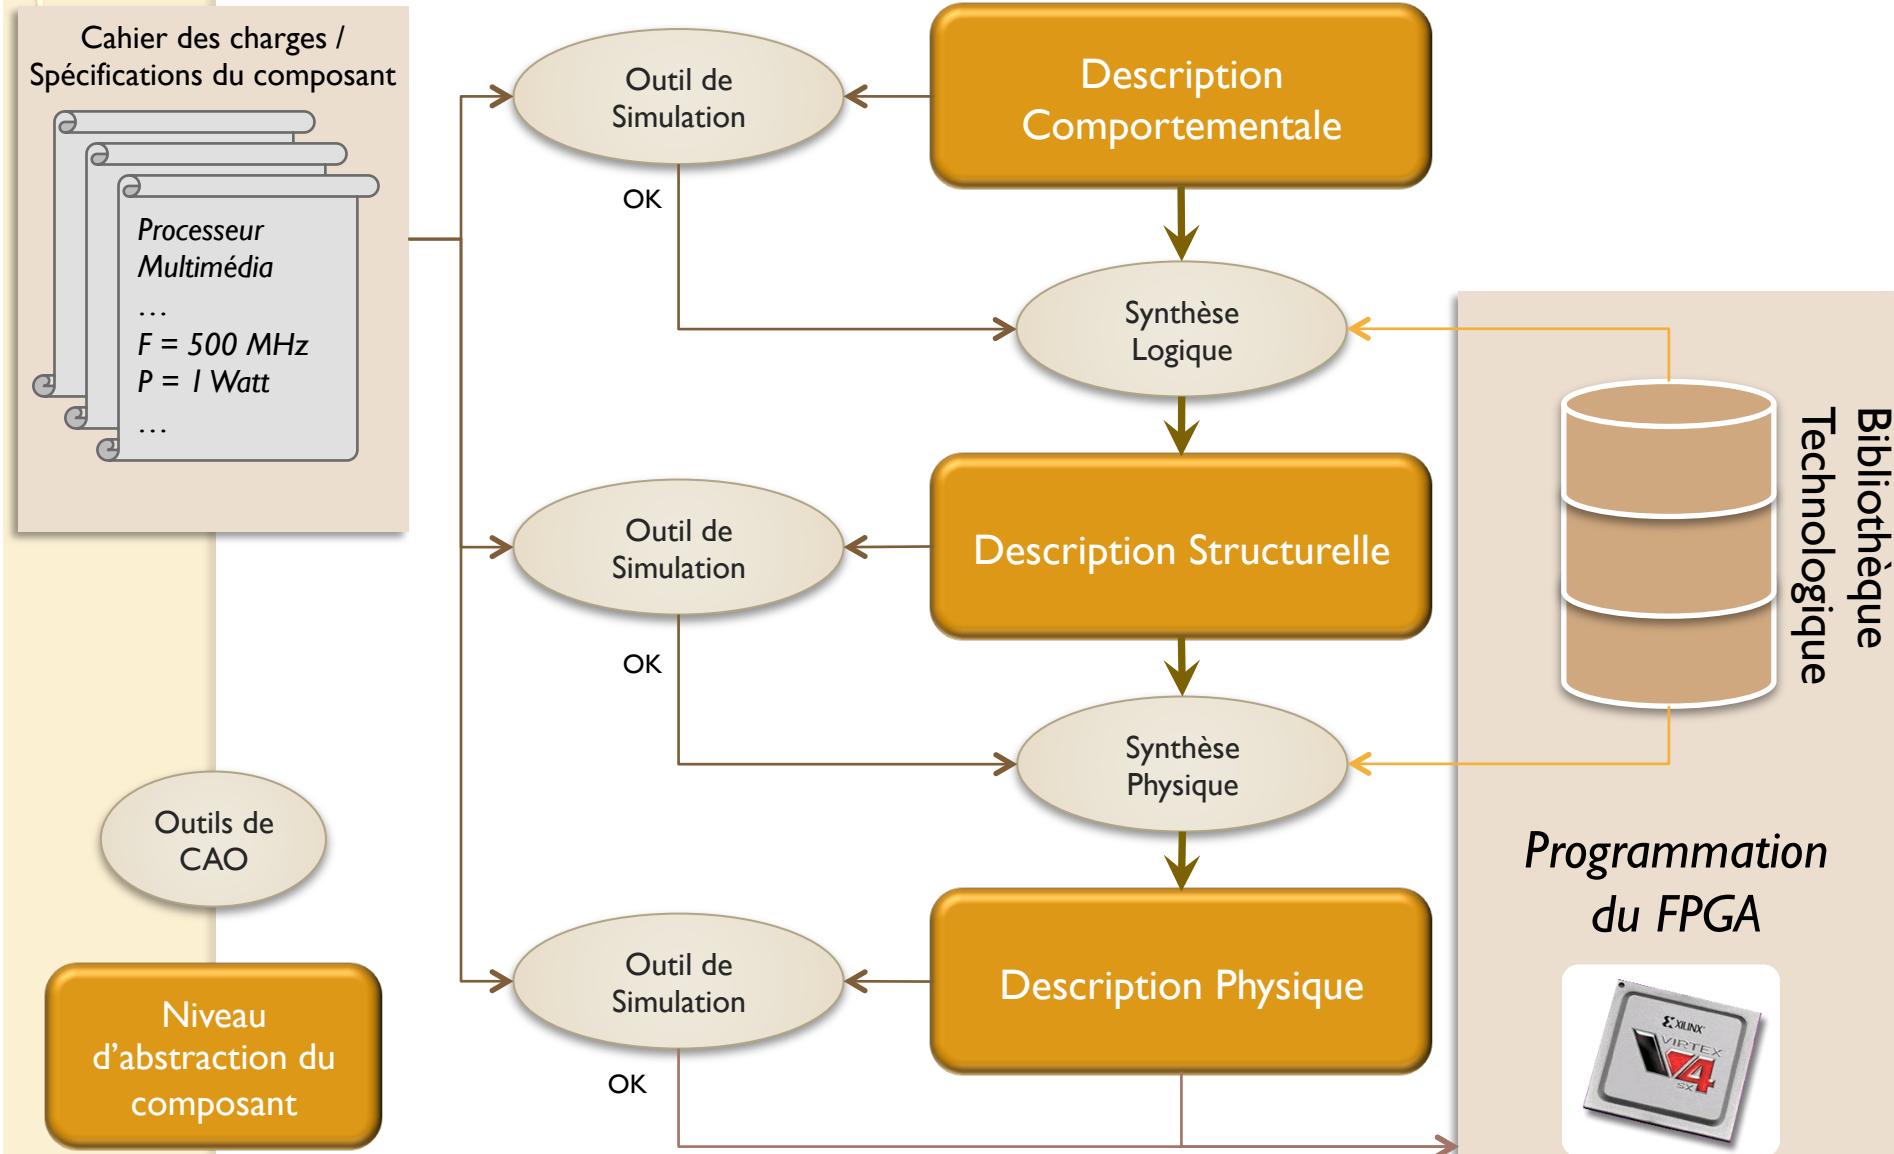 Cahier des charges /
Spécifications du composant
Processeur
Multimédia
…
F = 500 MHz
P = 1 Watt
…
Outil de
Simulation
OK
Description
Comportementale
Synthèse
Logique
Outil de
Simulation
OK
Description Structurelle
Synthèse
Physique
Outil de
Simulation
OK
Description Physique
Bibliothèque
Technologique
Programmation
du FPGA
XILINX
VIRTEX
4
SX
Outils de
CAO
Niveau
d’abstraction du
composant